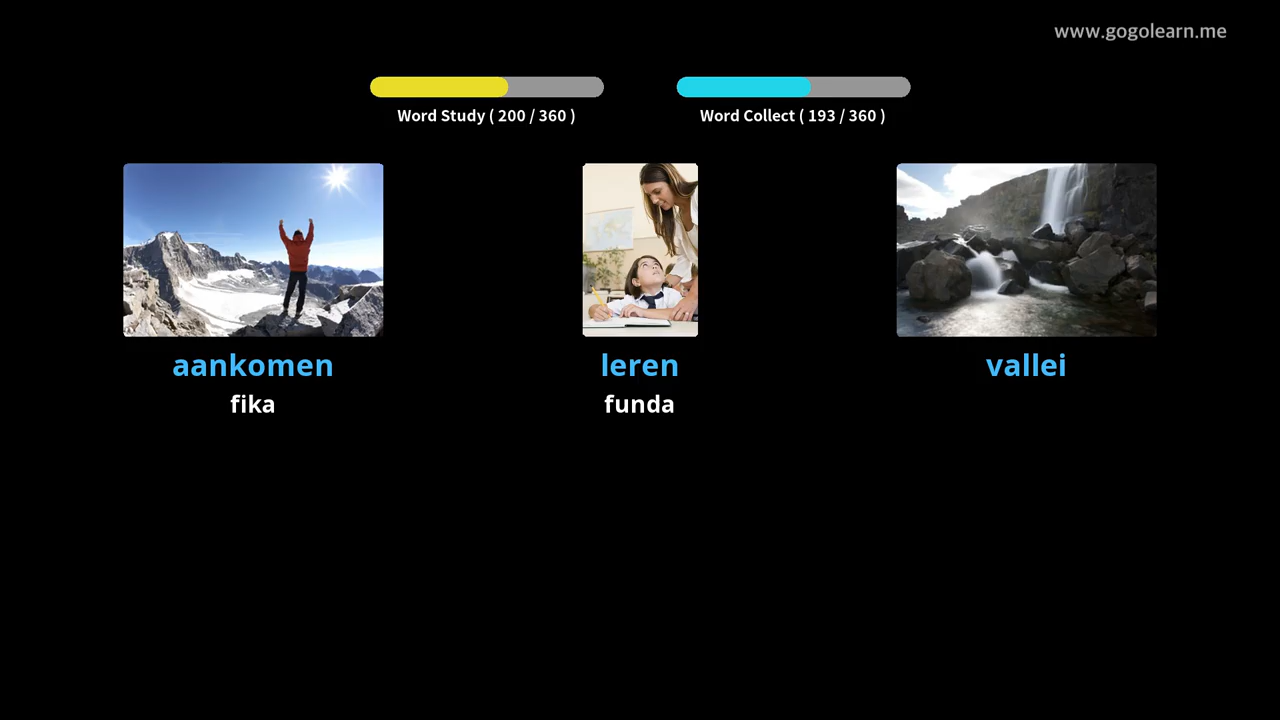 www.gogolearn.me
Word Study ( 200 / 360 )
Word Collect ( 193 / 360 )
aankomen
fika
leren
funda
vallei